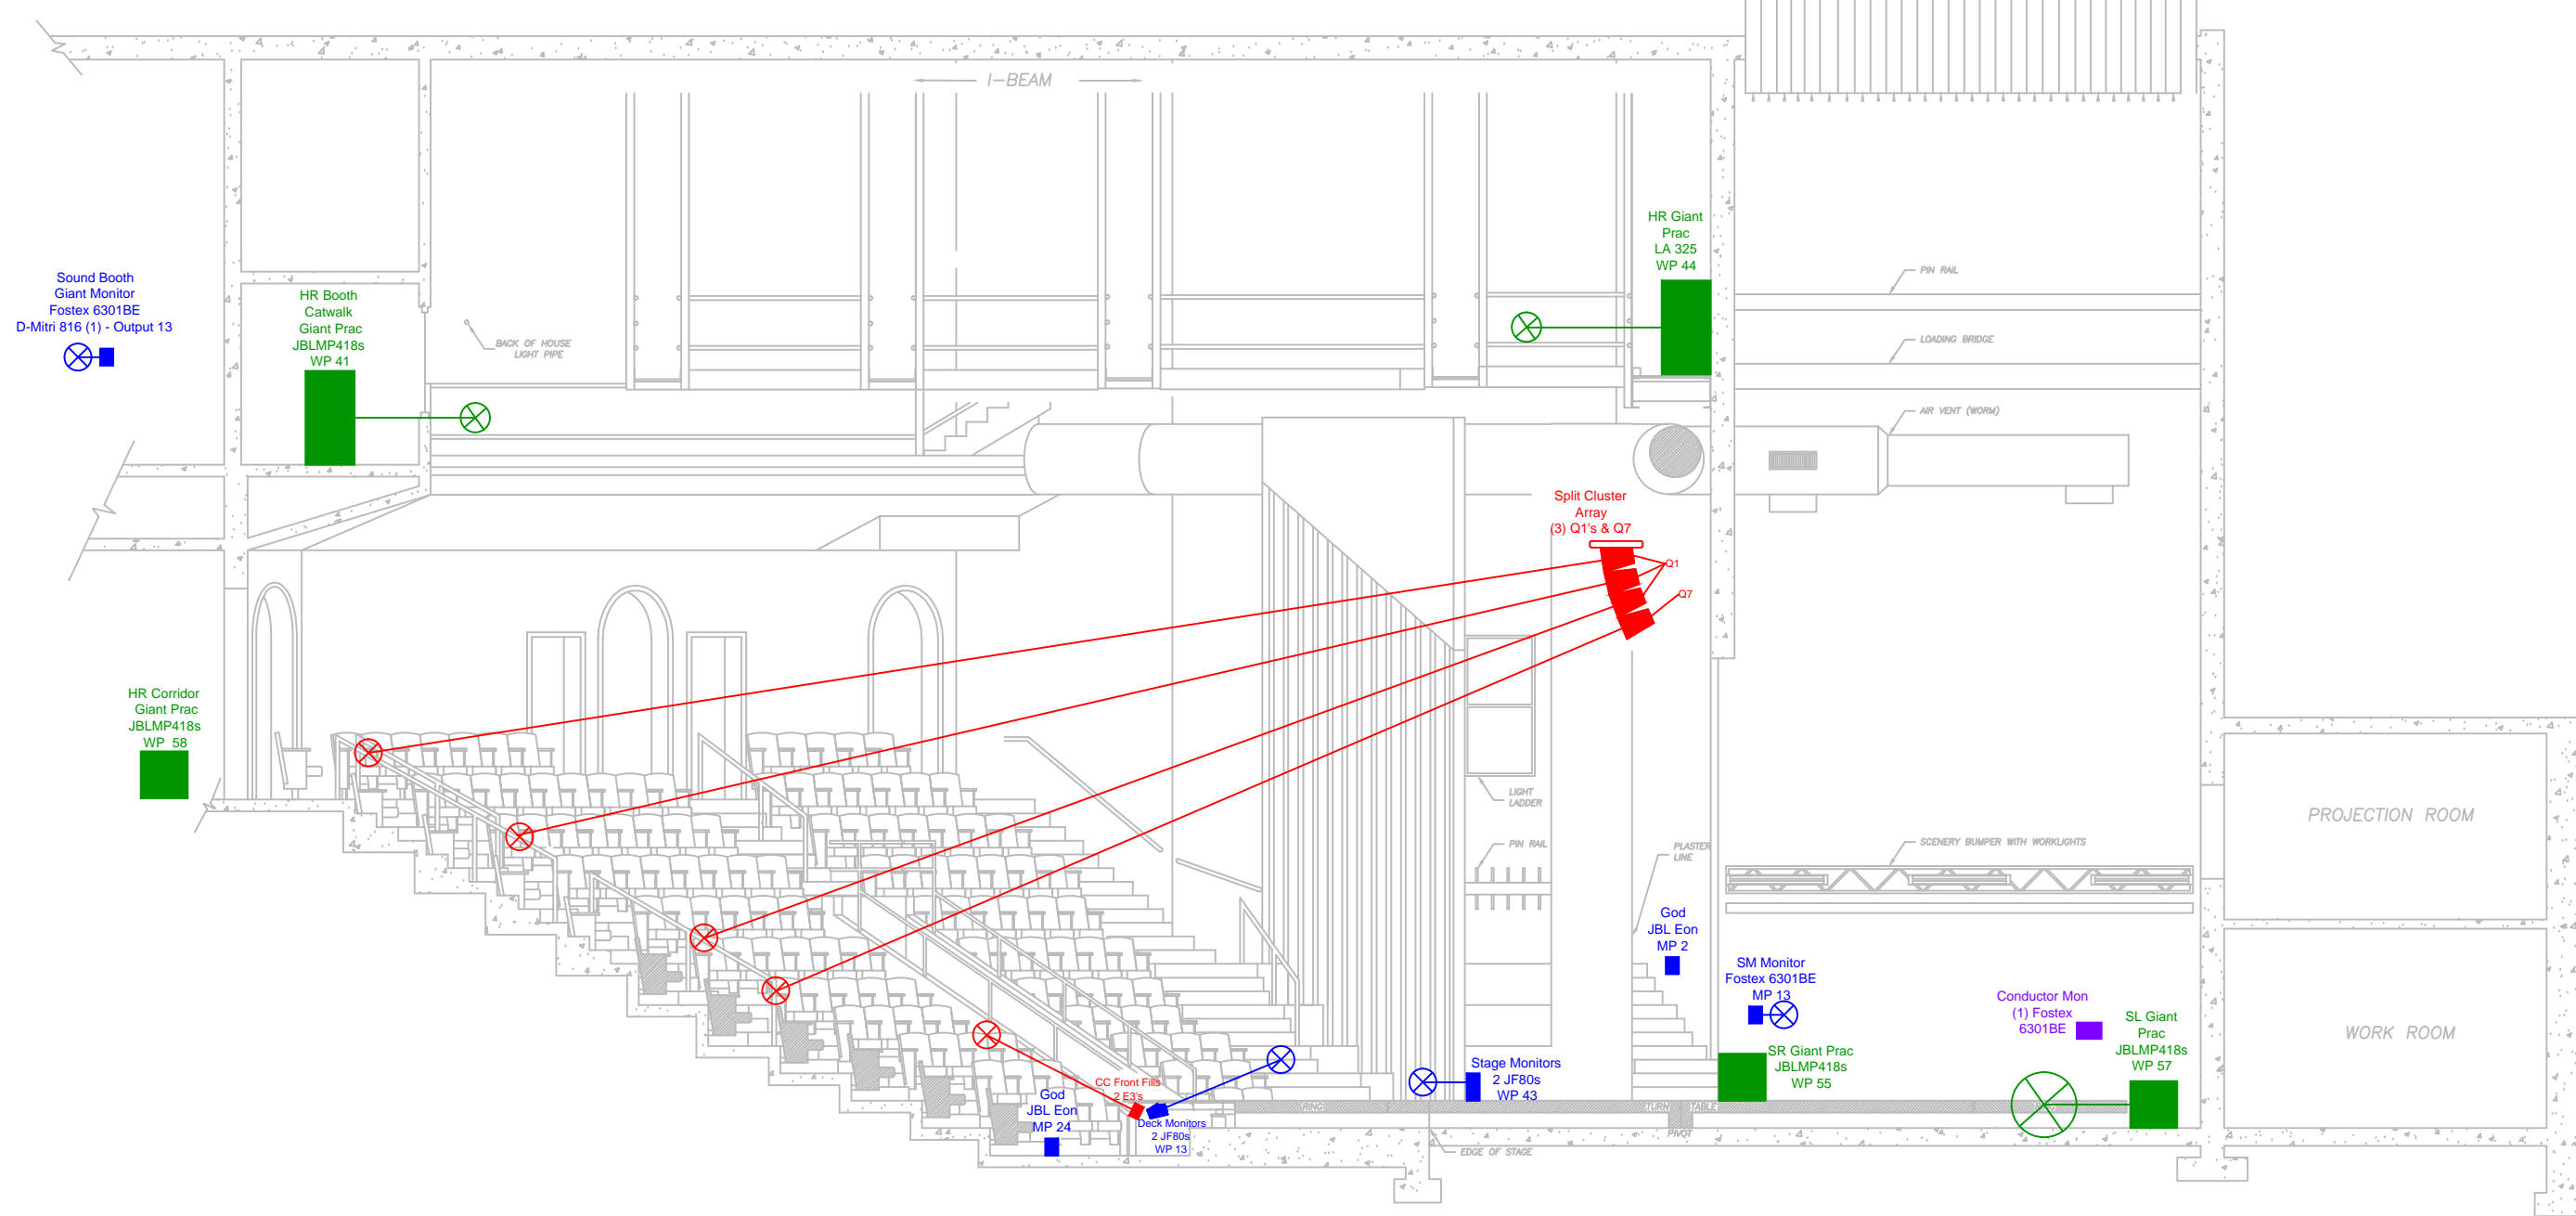 I-BEAM
HR Giant
Prac
LA 325
WP 44
PIN RAIL
Sound Booth
Giant Monitor
Fostex 6301BE
D-Mitri 816 (1) - Output 13
HR Booth
Catwalk
Giant Prac
JBLMP418s
WP 41
BACK OF HOUSE
LIGHT PIPE
LOADING BRIDGE
AIR VENT (WORM)
Split Cluster
Array
(3) Q1's & Q7
Q1
Q7
HR Corridor
Giant Prac
JBLMP418s
WP 58
LIGHT
LADDER
PIN RAIL
PLASTER
LINE
SCENERY BUMPER WITH WORKLIGHTS
PROJECTION ROOM
God
JBL Eon
MP 2
SM Monitor
Fostex 6301BE
MP 13
Conductor Mon
(1) Fostex
6301BE
SL Giant
Prac
JBLMP418s
WP 57
WORK ROOM
SR Giant Prac
JBLMP418s
WP 55
Stage Monitors
2 JF80s
WP 43
CC Front Fills
2 E3's
God
JBL Eon
MP 24
Deck Monitors
2 JF80s
WP 13
RING
TURN TABLE
PIVOT
EDGE OF STAGE